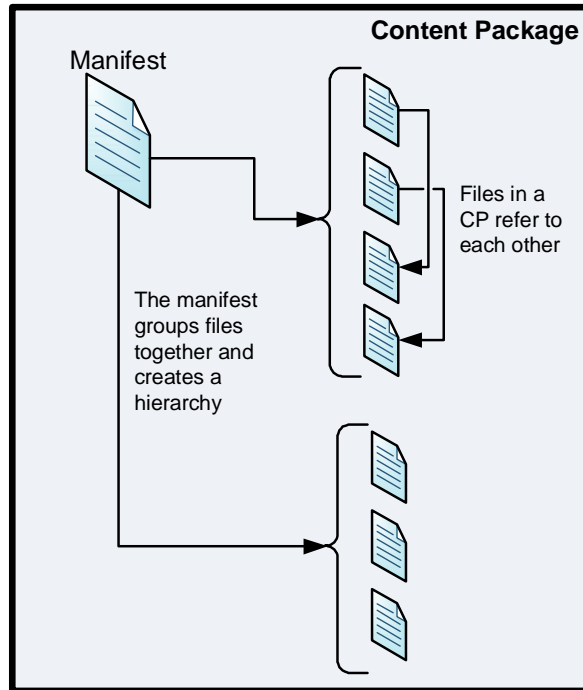 Content Package
Manifest
Files in a
CP refer to
each other
The manifest
groups files
together and
creates a
hierarchy